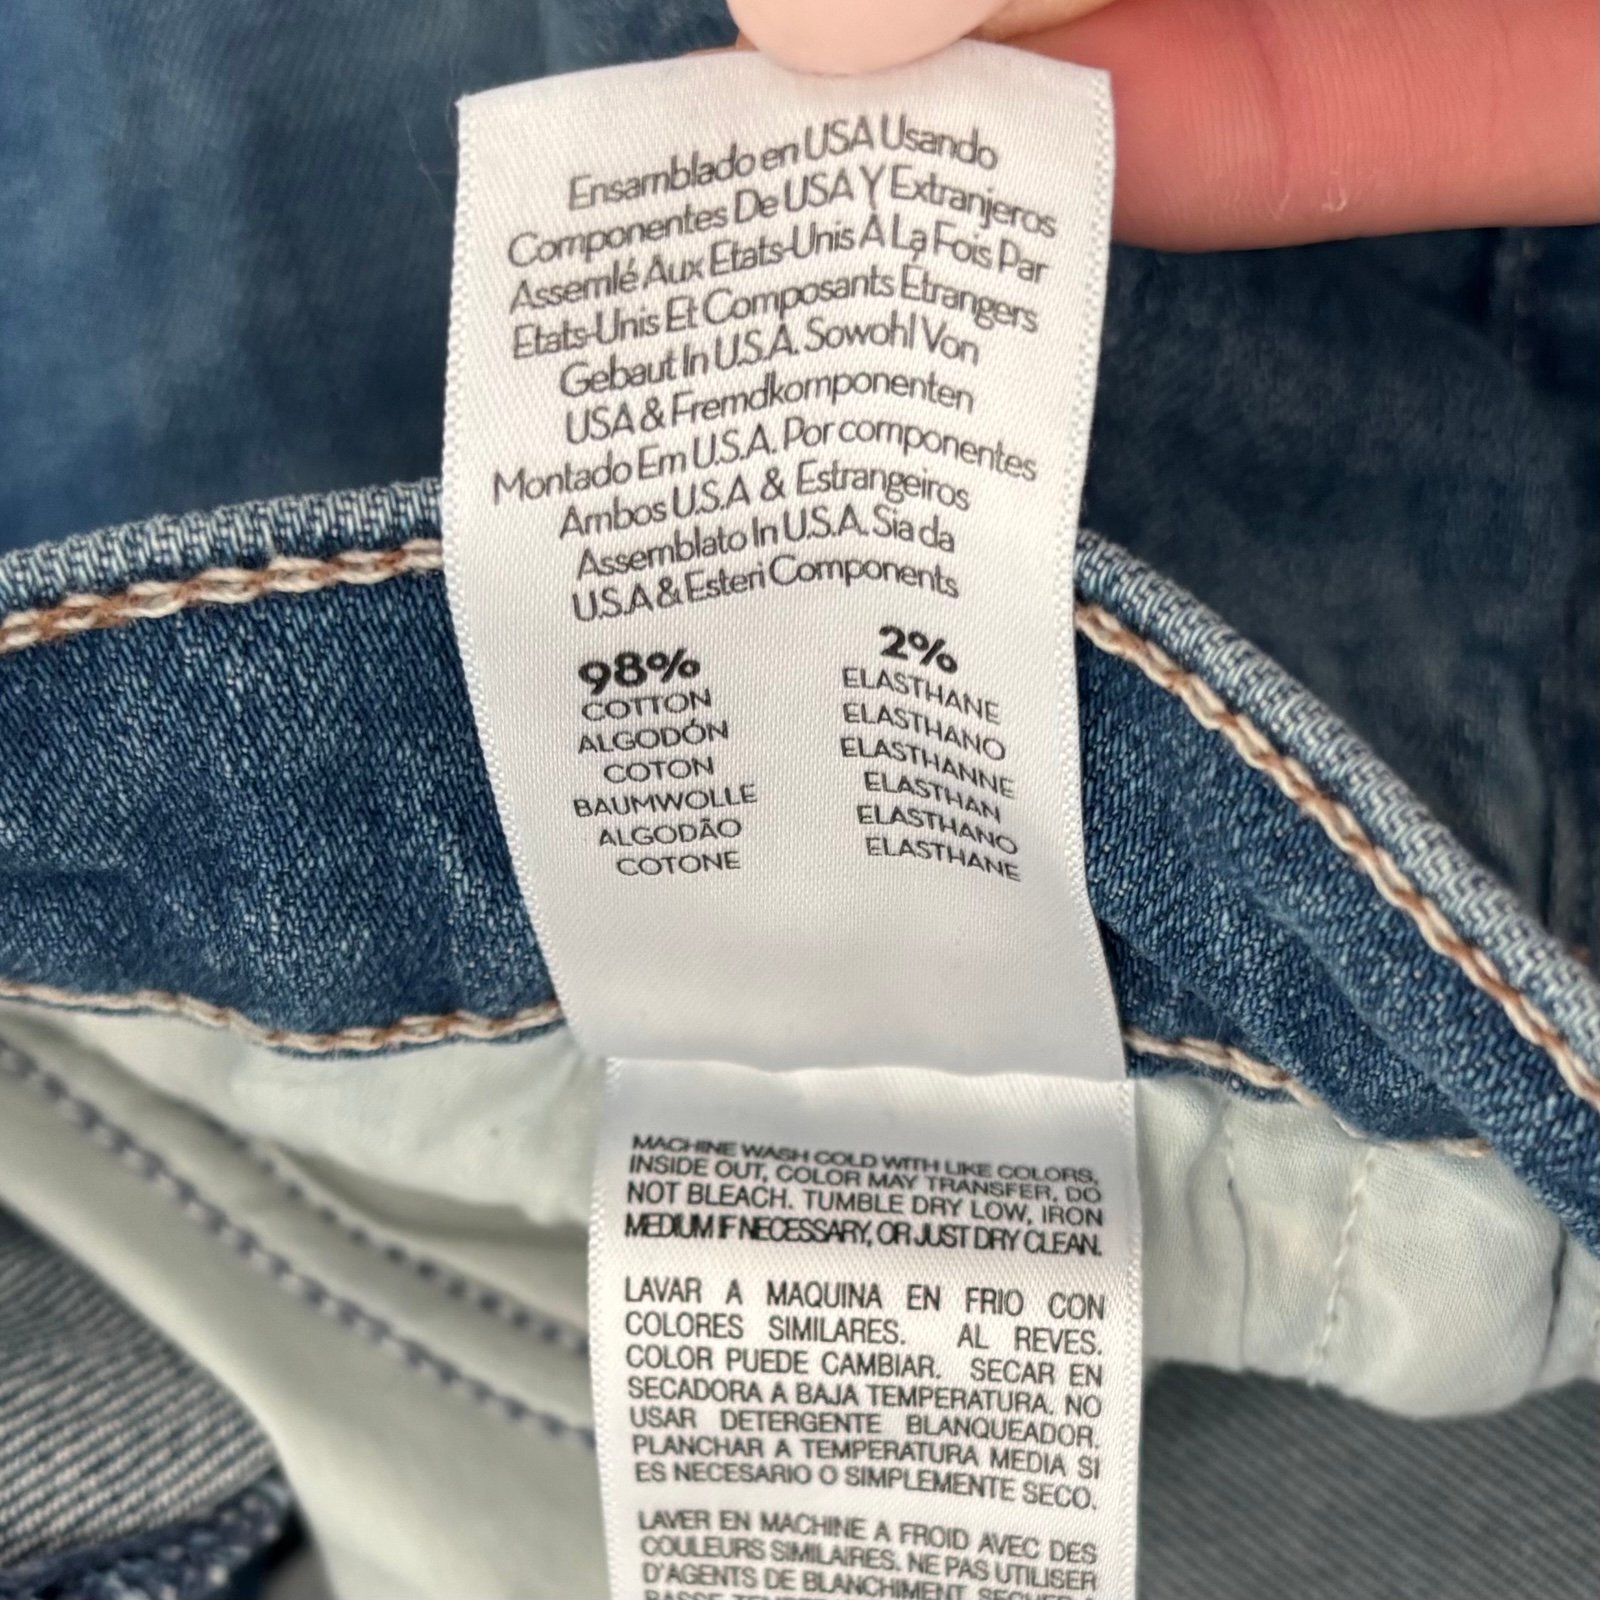 Ensamblado en USA Usando
Componentes De USA Y Extranjeros
Assemlé Aux Etats-Unis À La Fois Par
Etats-Unis Et Composants Étrangers
Gebaut In U.S.A. Sowohl Von
USA & Fremdkomponenten
Montado Em U.S.A. Por componentes
Ambos U.S.A & Estrangeiros
Assemblato In U.S.A. Sia da
U.S.A & Esteri Components
98%
COTTON
ALGODÓN
COTON
BAUMWOLLE
ALGODÃO
COTONE
2%
ELASTHANE
ELASTHANO
ELASTHANNE
ELASTHAN
ELASTHANO
ELASTHANE
MACHINE WASH COLD WITH LIKE COLORS,
INSIDE OUT, COLOR MAY TRANSFER, DO
NOT BLEACH. TUMBLE DRY LOW, IRON
MEDIUM IF NECESSARY, OR JUST DRY CLEAN.
LAVAR A MAQUINA EN FRIO CON
COLORES SIMILARES. AL REVES.
COLOR PUEDE CAMBIAR. SECAR EN
SECADORA A BAJA TEMPERATURA. NO
USAR DETERGENTE BLANQUEADOR.
PLANCHAR A TEMPERATURA MEDIA SI
ES NECESARIO O SIMPLEMENTE SECO.
LAVER EN MACHINE A FROID AVEC DES
COULEURS SIMILAIRES. NE PAS UTILISER
D'AGENTS DE BLANCHIMENT.